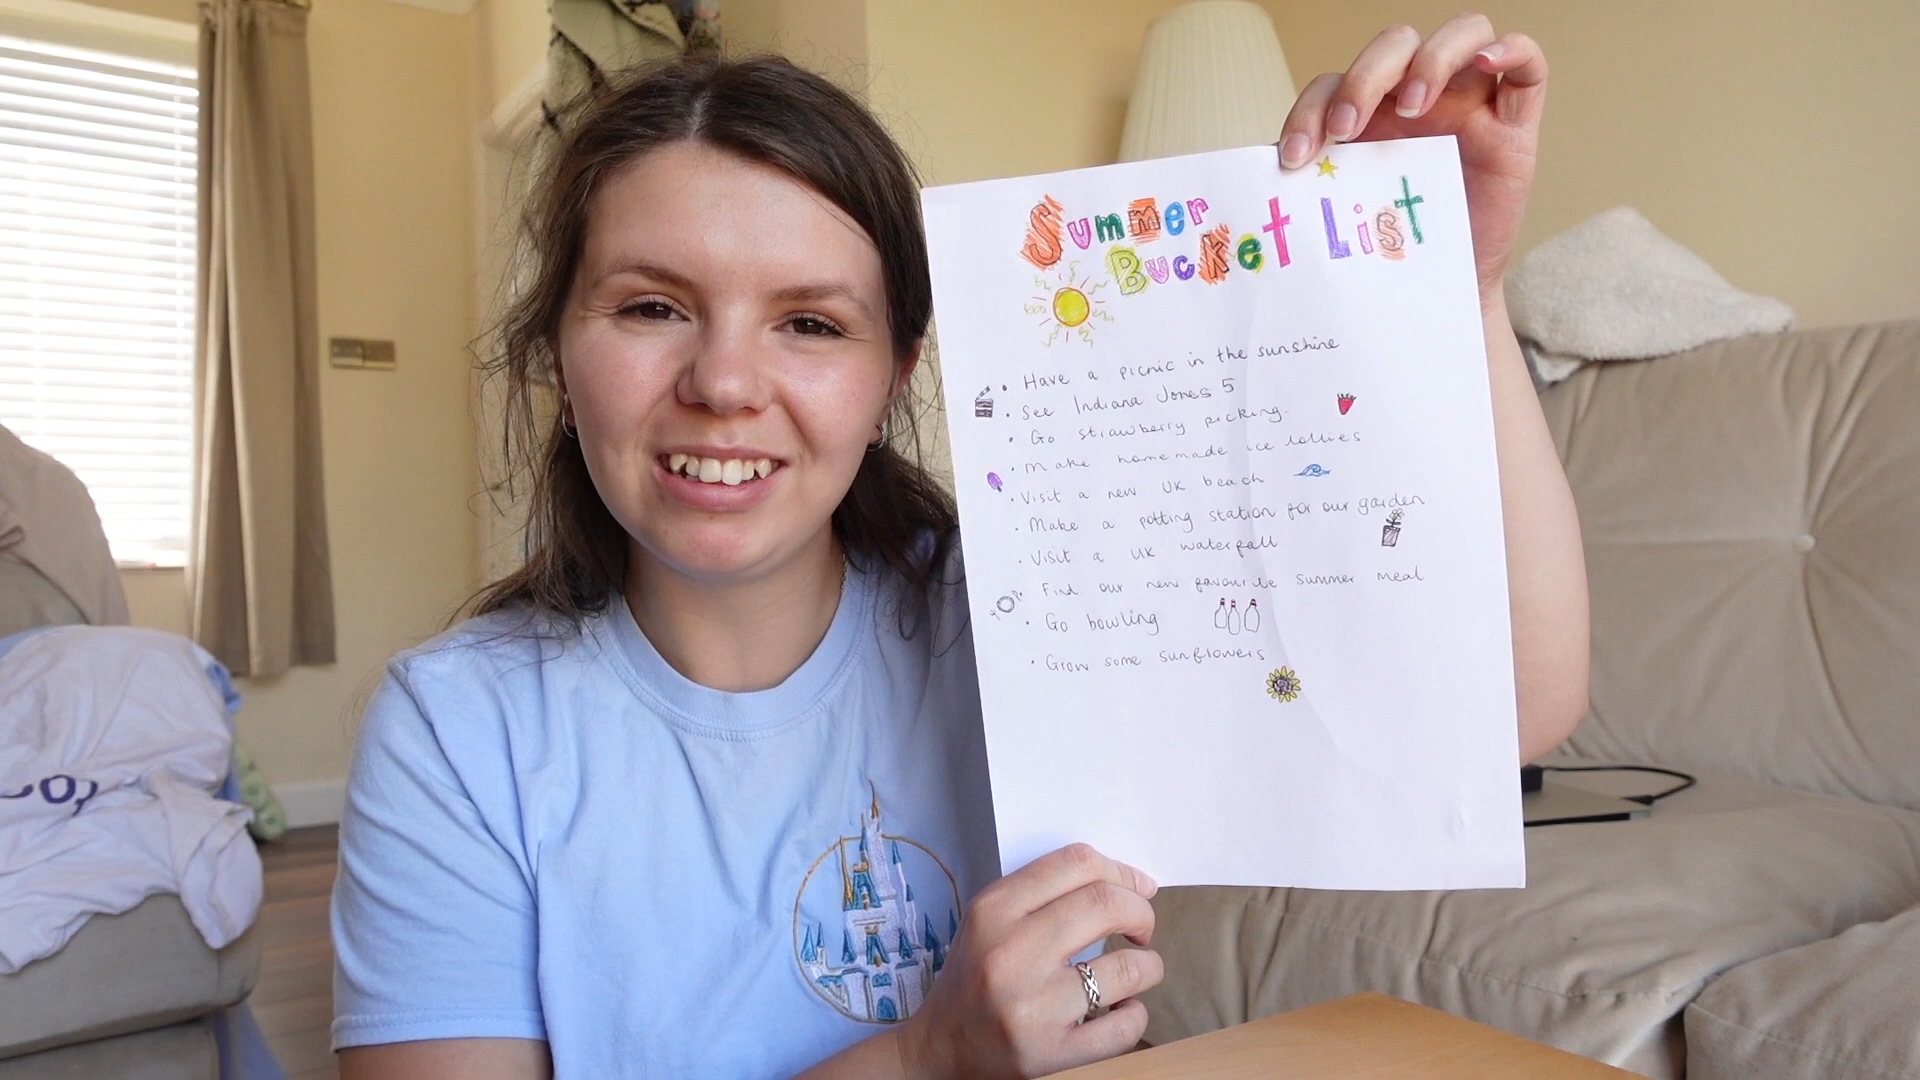 Summer
Bucket List
• Have a picnic in the sunshine
• See Indiana Jones 5
• Go strawberry picking.
• Make homemade ice lollies
• Visit a new UK beach
• Make a potting station for our garden
• Visit a UK waterfall
• Find our new favourite summer meal
• Go bowling
• Grow some sunflowers